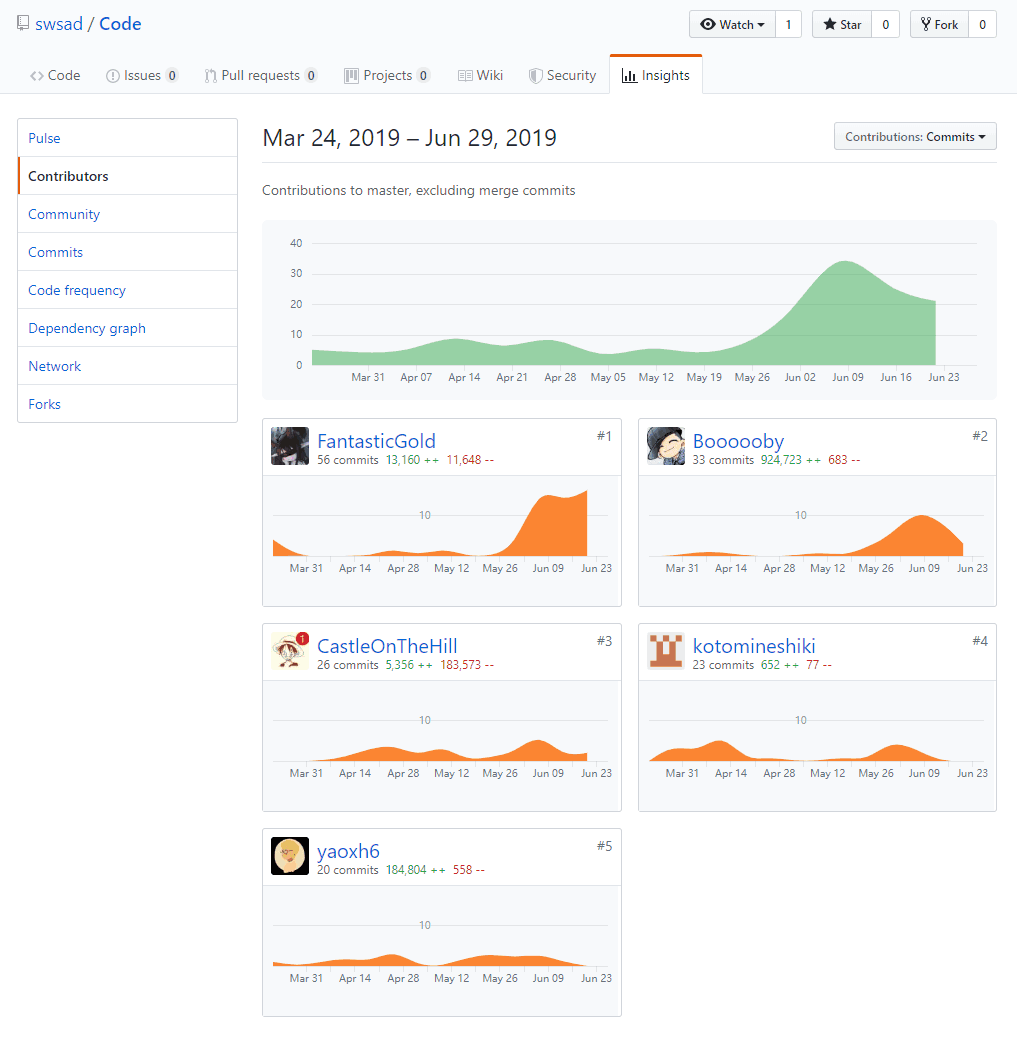 swsad / Code
Watch 1 Star 0 Fork 0
Code Issues 0 Pull requests 0 Projects 0 Wiki Security Insights
Pulse
Contributors
Community
Commits
Code frequency
Dependency graph
Network
Forks
Mar 24, 2019 – Jun 29, 2019
Contributions: Commits
Contributions to master, excluding merge commits
40
30
20
10
0
Mar 31 Apr 07 Apr 14 Apr 21 Apr 28 May 05 May 12 May 19 May 26 Jun 02 Jun 09 Jun 16 Jun 23
FantasticGold #1
56 commits 13,160 ++ 11,648 --
10
Mar 31 Apr 14 Apr 28 May 12 May 26 Jun 09 Jun 23
Boooooby #2
33 commits 924,723 ++ 683 --
10
Mar 31 Apr 14 Apr 28 May 12 May 26 Jun 09 Jun 23
1
CastleOnTheHill #3
26 commits 5,356 ++ 183,573 --
10
Mar 31 Apr 14 Apr 28 May 12 May 26 Jun 09 Jun 23
kotomineshiki #4
23 commits 652 ++ 77 --
10
Mar 31 Apr 14 Apr 28 May 12 May 26 Jun 09 Jun 23
yaoxh6 #5
20 commits 184,804 ++ 558 --
10
Mar 31 Apr 14 Apr 28 May 12 May 26 Jun 09 Jun 23